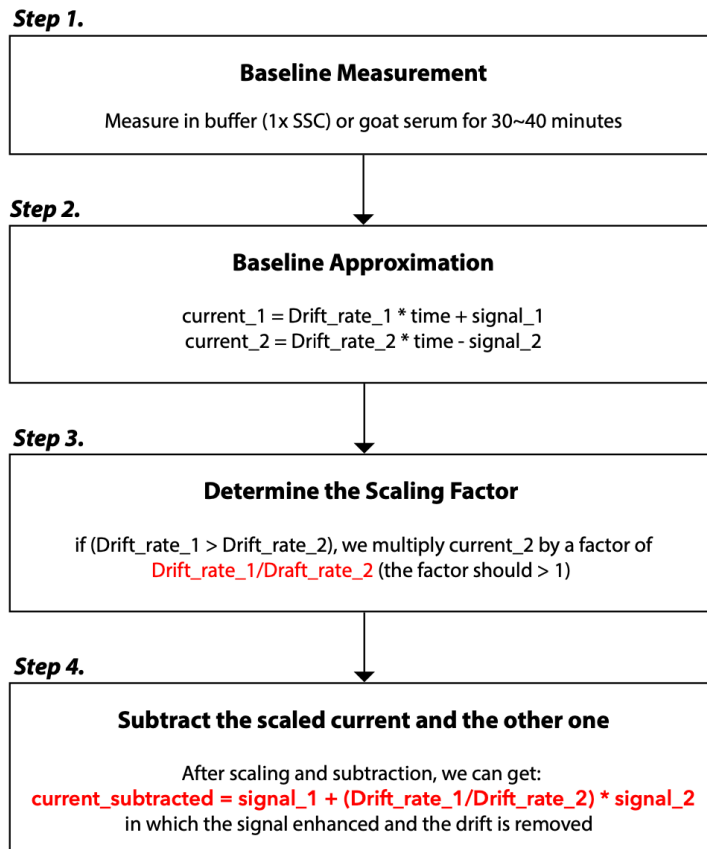 Step 1.
Baseline Measurement
Measure in buffer (1x SSC) or goat serum for 30~40 minutes
Step 2.
Baseline Approximation
current_1 = Drift_rate_1 * time + signal_1
current_2 = Drift_rate_2 * time - signal_2
Step 3.
Determine the Scaling Factor
if (Drift_rate_1 > Drift_rate_2), we multiply current_2 by a factor of
Drift_rate_1/Draft_rate_2 (the factor should > 1)
Step 4.
Subtract the scaled current and the other one
After scaling and subtraction, we can get:
current_subtracted = signal_1 + (Drift_rate_1/Drift_rate_2) * signal_2
in which the signal enhanced and the drift is removed